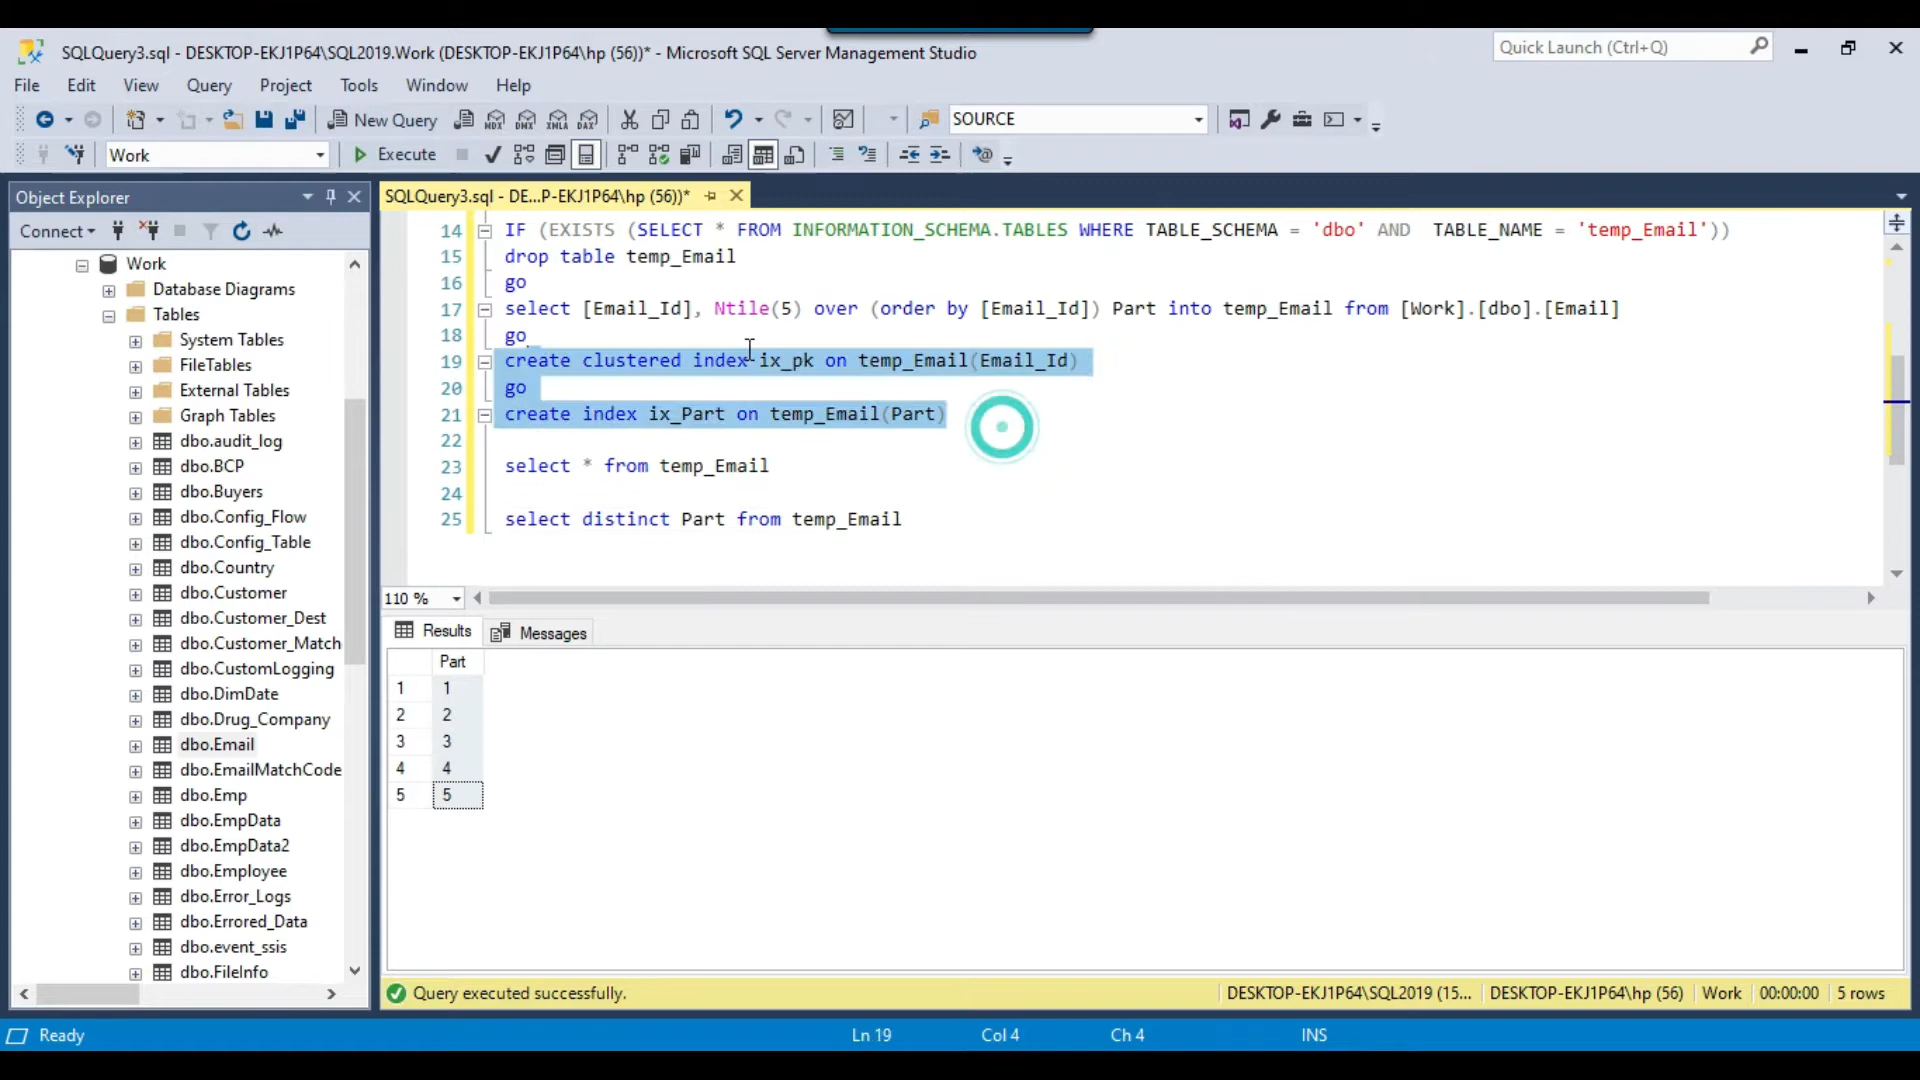 SQLQuery3.sql - DESKTOP-EKJ1P64\SQL2019.Work (DESKTOP-EKJ1P64\hp (56))* - Microsoft SQL Server Management Studio
Quick Launch (Ctrl+Q)
File Edit View Query Project Tools Window Help
New Query
MDX DMX XMLA DAX
SOURCE
Work
Execute
Object Explorer
SQLQuery3.sql - DE...P-EKJ1P64\hp (56))*
Connect
Work
Database Diagrams
Tables
System Tables
FileTables
External Tables
Graph Tables
dbo.audit_log
dbo.BCP
dbo.Buyers
dbo.Config_Flow
dbo.Config_Table
dbo.Country
dbo.Customer
dbo.Customer_Dest
dbo.Customer_Match
dbo.CustomLogging
dbo.DimDate
dbo.Drug_Company
dbo.Email
dbo.EmailMatchCode
dbo.Emp
dbo.EmpData
dbo.EmpData2
dbo.Employee
dbo.Error_Logs
dbo.Errored_Data
dbo.event_ssis
dbo.FileInfo
14 IF (EXISTS (SELECT * FROM INFORMATION_SCHEMA.TABLES WHERE TABLE_SCHEMA = 'dbo' AND  TABLE_NAME = 'temp_Email'))
15 drop table temp_Email
16 go
17 select [Email_Id], Ntile(5) over (order by [Email_Id]) Part into temp_Email from [Work].[dbo].[Email]
18 go
19 create clustered index ix_pk on temp_Email(Email_Id)
20 go
21 create index ix_Part on temp_Email(Part)
22
23 select * from temp_Email
24
25 select distinct Part from temp_Email
110 %
Results Messages
Part
1 1
2 2
3 3
4 4
5 5
Query executed successfully.
DESKTOP-EKJ1P64\SQL2019 (15... DESKTOP-EKJ1P64\hp (56) Work 00:00:00 5 rows
Ready Ln 19 Col 4 Ch 4 INS